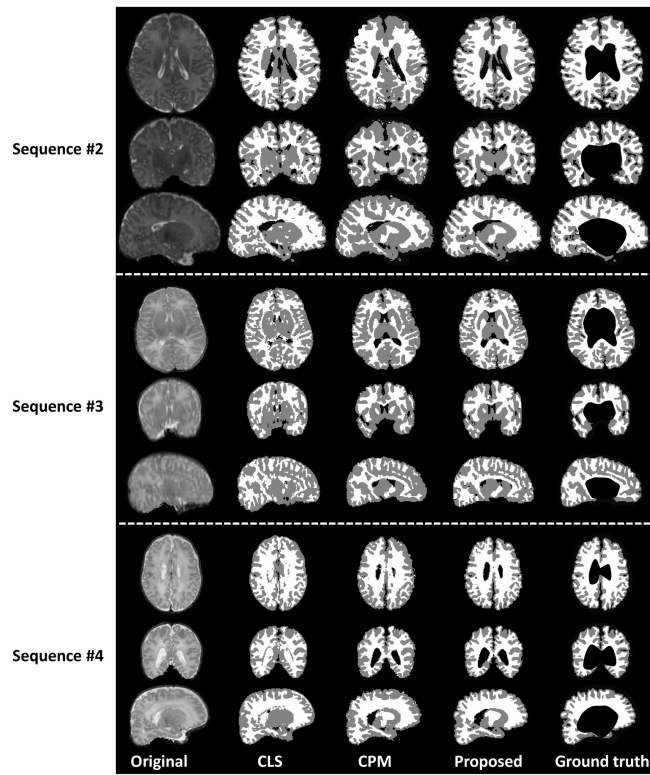 Sequence #2
Sequence #3
Sequence #4
Original CLS CPM Proposed Ground truth